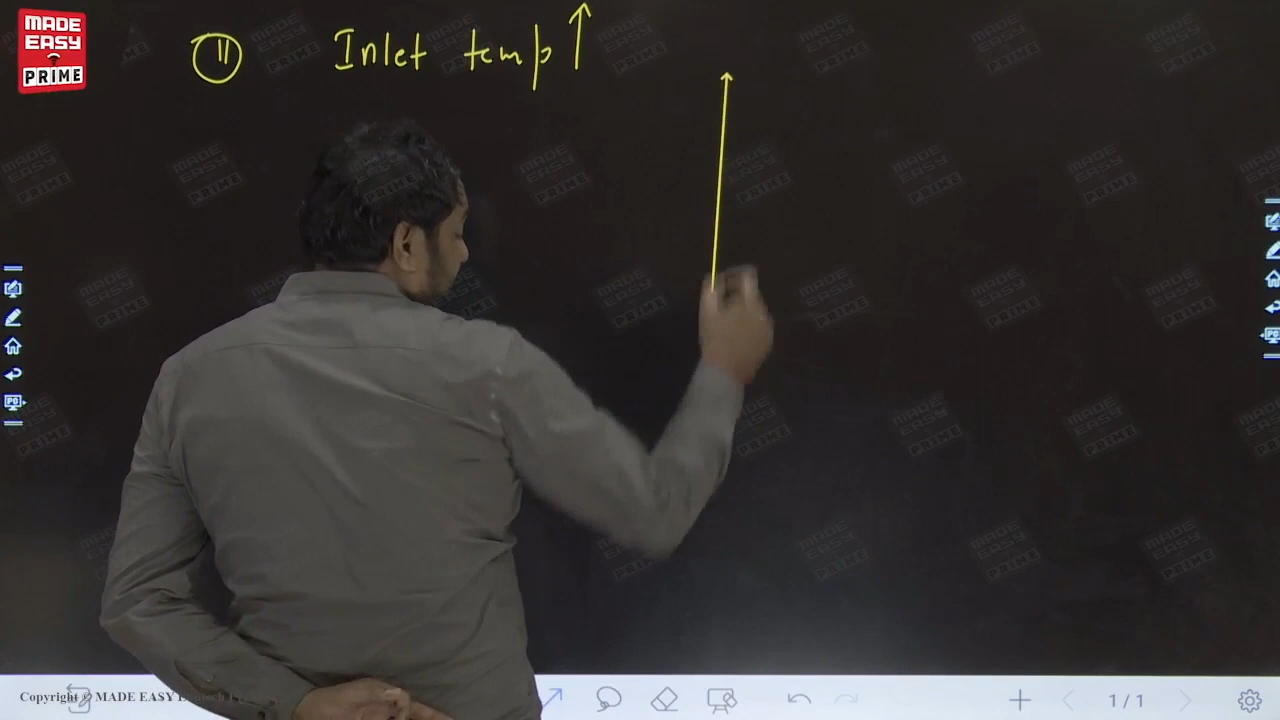 MADE
EASY
PRIME
11 Inlet temp ↑
Copyright © MADE EASY
1 / 1